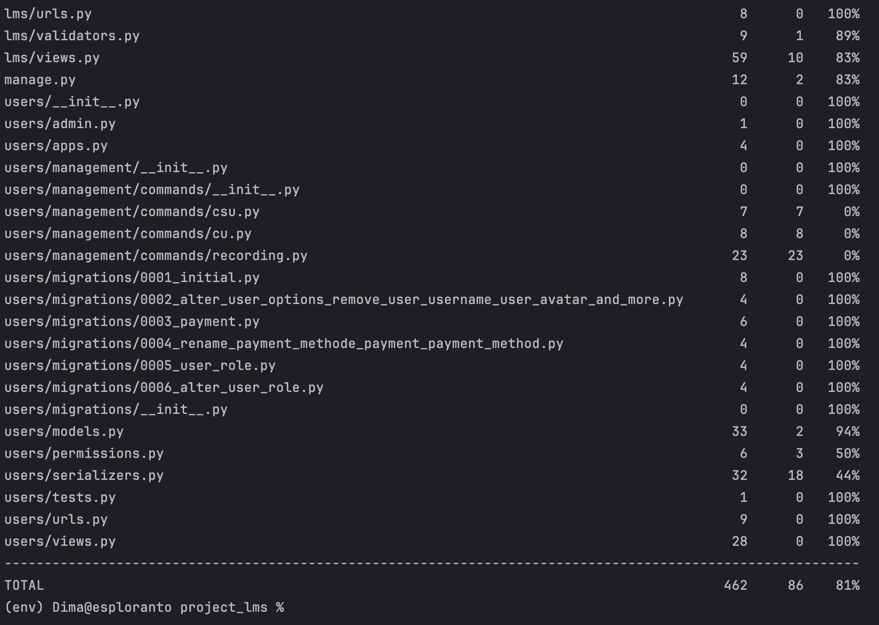 lms/urls.py 8 0 100%
lms/validators.py 9 1 89%
lms/views.py 59 10 83%
manage.py 12 2 83%
users/__init__.py 0 0 100%
users/admin.py 1 0 100%
users/apps.py 4 0 100%
users/management/__init__.py 0 0 100%
users/management/commands/__init__.py 0 0 100%
users/management/commands/csu.py 7 7 0%
users/management/commands/cu.py 8 8 0%
users/management/commands/recording.py 23 23 0%
users/migrations/0001_initial.py 8 0 100%
users/migrations/0002_alter_user_options_remove_user_username_user_avatar_and_more.py 4 0 100%
users/migrations/0003_payment.py 6 0 100%
users/migrations/0004_rename_payment_methode_payment_payment_method.py 4 0 100%
users/migrations/0005_user_role.py 4 0 100%
users/migrations/0006_alter_user_role.py 4 0 100%
users/migrations/__init__.py 0 0 100%
users/models.py 33 2 94%
users/permissions.py 6 3 50%
users/serializers.py 32 18 44%
users/tests.py 1 0 100%
users/urls.py 9 0 100%
users/views.py 28 0 100%
-----------------------------------------------------------------------------------------------------------
TOTAL 462 86 81%
(env) Dima@esploranto project_lms %